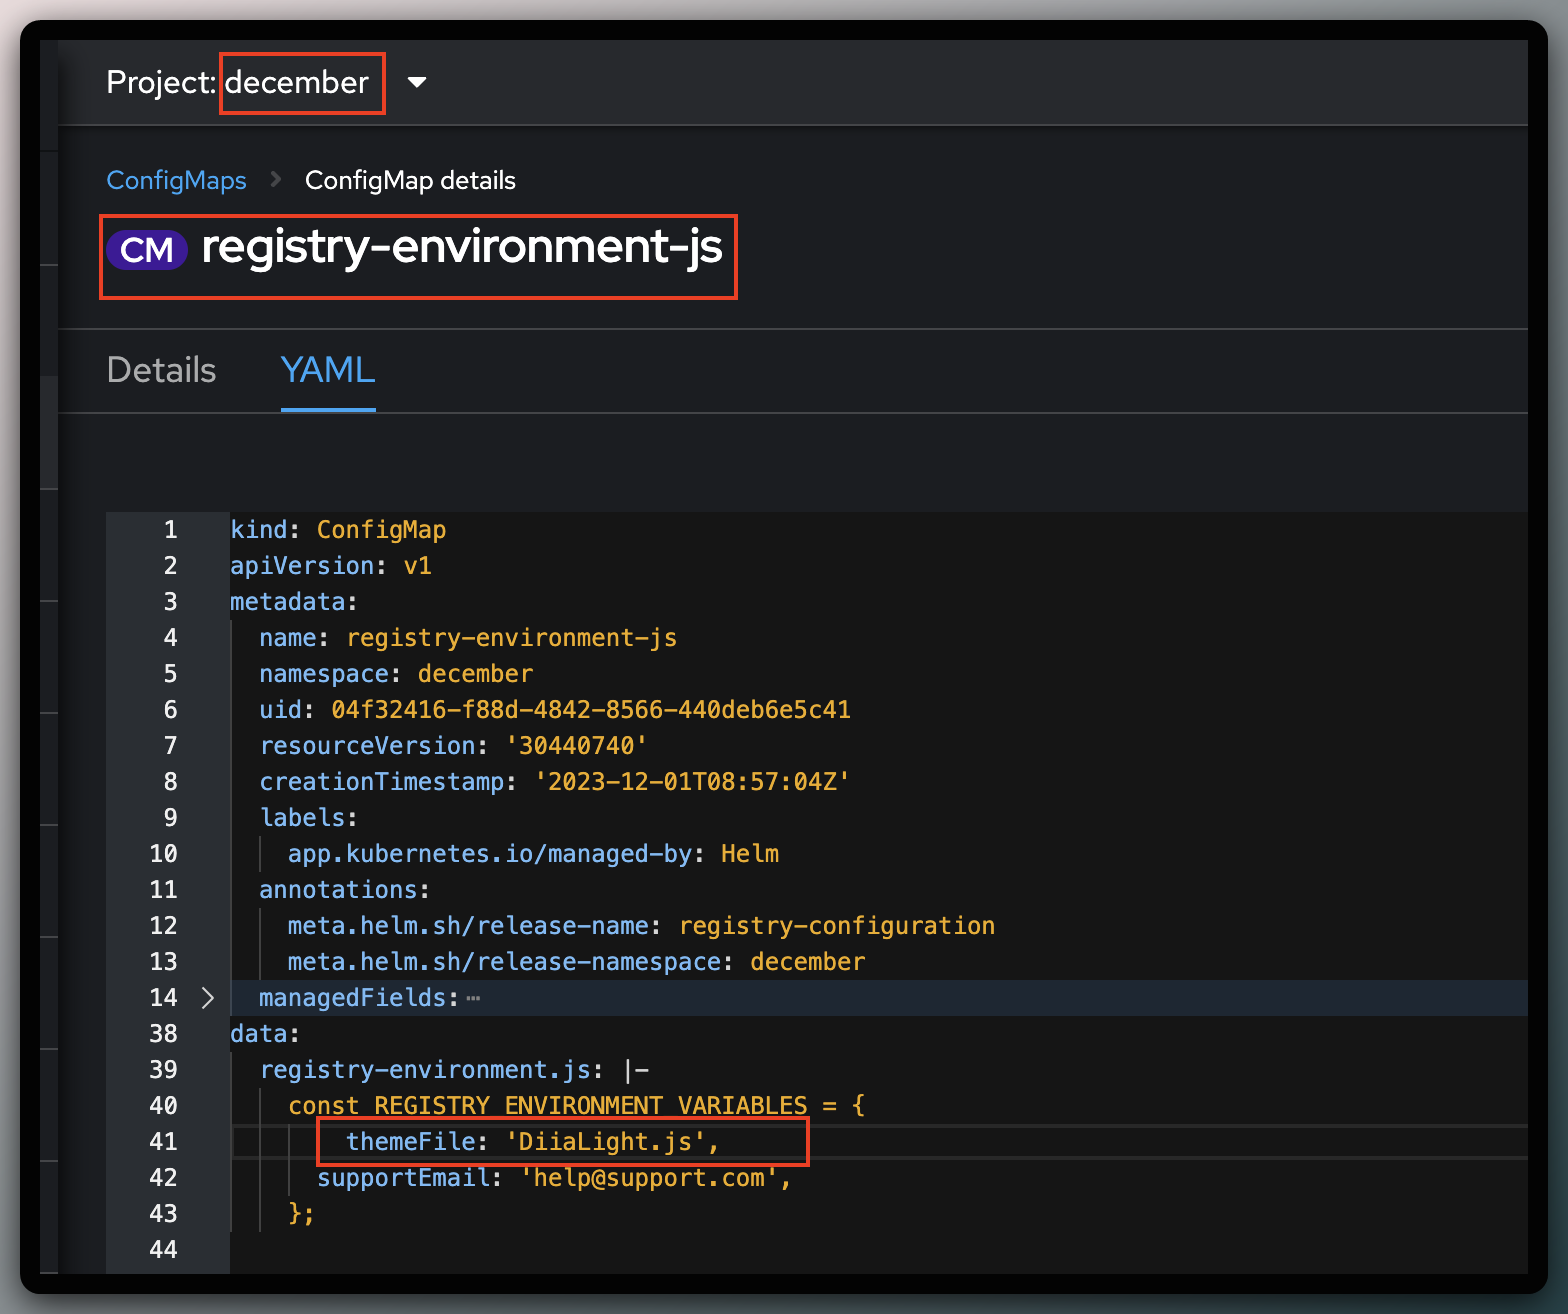 Project: december
ConfigMaps > ConfigMap details
CM registry-environment-js
Details YAML
1 kind: ConfigMap
2 apiVersion: v1
3 metadata:
4 name: registry-environment-js
5 namespace: december
6 uid: 04f32416-f88d-4842-8566-440deb6e5c41
7 resourceVersion: '30440740'
8 creationTimestamp: '2023-12-01T08:57:04Z'
9 labels:
10 app.kubernetes.io/managed-by: Helm
11 annotations:
12 meta.helm.sh/release-name: registry-configuration
13 meta.helm.sh/release-namespace: december
14 > managedFields: ⋯
38 data:
39 registry-environment.js: |-
40 const REGISTRY_ENVIRONMENT_VARIABLES = {
41 themeFile: 'DiiaLight.js',
42 supportEmail: 'help@support.com',
43 };
44